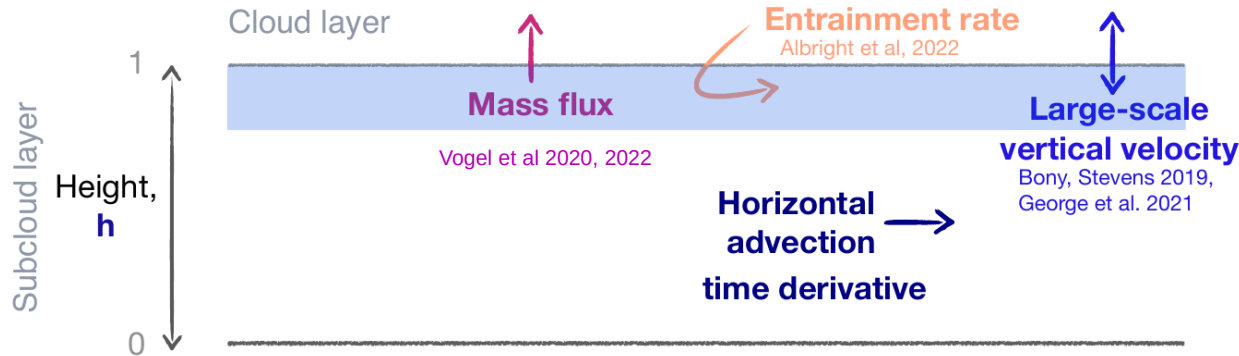 Cloud layer
Entrainment rate
Albright et al, 2022
1
Mass flux
Large-scale
vertical velocity
Vogel et al 2020, 2022
Bony, Stevens 2019,
George et al. 2021
Subcloud layer
Height,
h
Horizontal
advection
time derivative
0